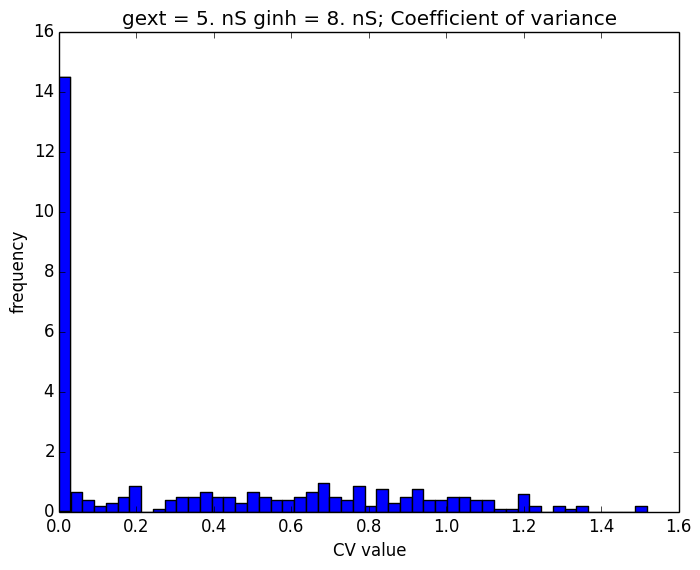 gext = 5. nS ginh = 8. nS; Coefficient of variance
16
14
12
10
8
6
4
2
0
frequency
0.0 0.2 0.4 0.6 0.8 1.0 1.2 1.4 1.6
CV value